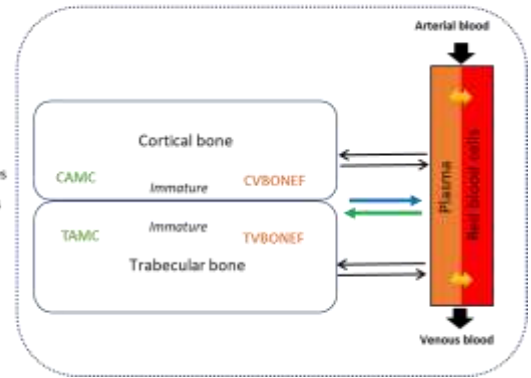 Arterial blood
Cortical bone
CAMC
Immature
CVBONEF
TAMC
Immature
TVBONEF
Trabecular bone
Plasma
Red blood cells
Venous blood